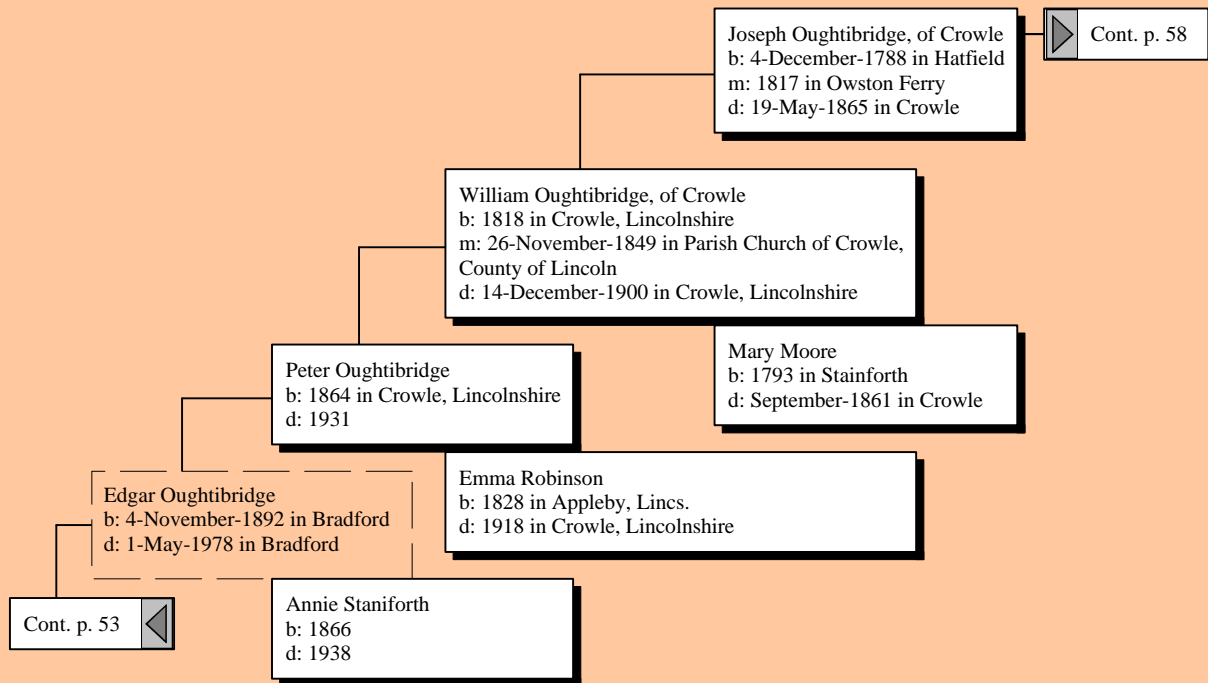 Joseph Oughtibridge, of Crowle
b: 4-December-1788 in Hatfield
m: 1817 in Owston Ferry
d: 19-May-1865 in Crowle
Cont. p. 58
William Oughtibridge, of Crowle
b: 1818 in Crowle, Lincolnshire
m: 26-November-1849 in Parish Church of Crowle,
County of Lincoln
d: 14-December-1900 in Crowle, Lincolnshire
Mary Moore
b: 1793 in Stainforth
d: September-1861 in Crowle
Peter Oughtibridge
b: 1864 in Crowle, Lincolnshire
d: 1931
Emma Robinson
b: 1828 in Appleby, Lincs.
d: 1918 in Crowle, Lincolnshire
Edgar Oughtibridge
b: 4-November-1892 in Bradford
d: 1-May-1978 in Bradford
Annie Staniforth
b: 1866
d: 1938
Cont. p. 53